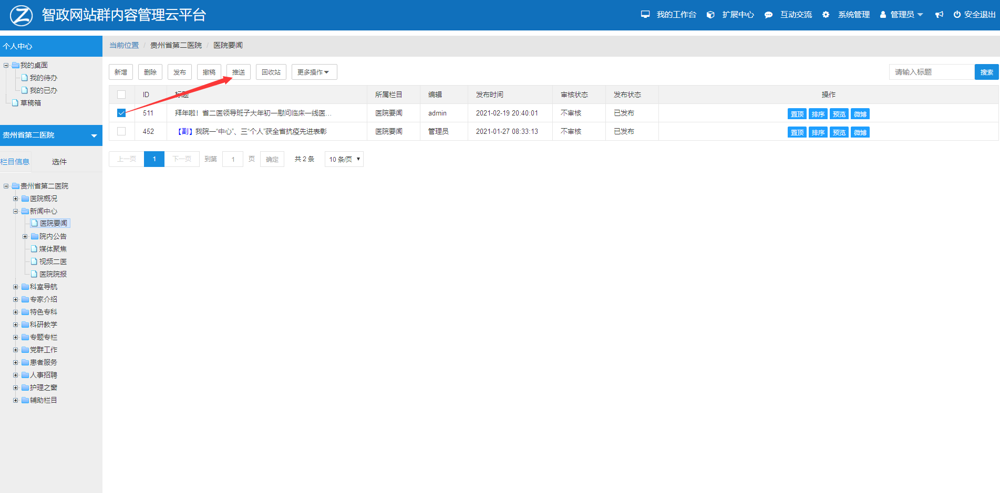 智政网站群内容管理云平台
我的工作台 扩展中心 互动交流 系统管理 管理员 安全退出
个人中心
我的桌面
我的待办
我的已办
草稿箱
贵州省第二医院
栏目信息 选件
贵州省第二医院
医院概况
新闻中心
医院要闻
院内公告
媒体聚焦
视频二医
医院院报
科室导航
专家介绍
特色专科
科研教学
专题专栏
党群工作
患者服务
人事招聘
护理之窗
辅助栏目
当前位置 / 贵州省第二医院 / 医院要闻
新增 删除 发布 撤稿 推送 回收站 更多操作
请输入标题 搜索
ID 标题 所属栏目 编辑 发布时间 审核状态 发布状态 操作
511 拜年啦！省二医领导班子大年初一慰问临床一线医… 医院要闻 admin 2021-02-19 20:40:01 不审核 已发布 置顶 排序 预览 微博
452 【副】我院一“中心”、三“个人”获全省抗疫先进表彰 医院要闻 管理员 2021-01-27 08:33:13 不审核 已发布 置顶 排序 预览 微博
上一页 1 下一页 到第 1 页 确定 共 2 条 10 条/页